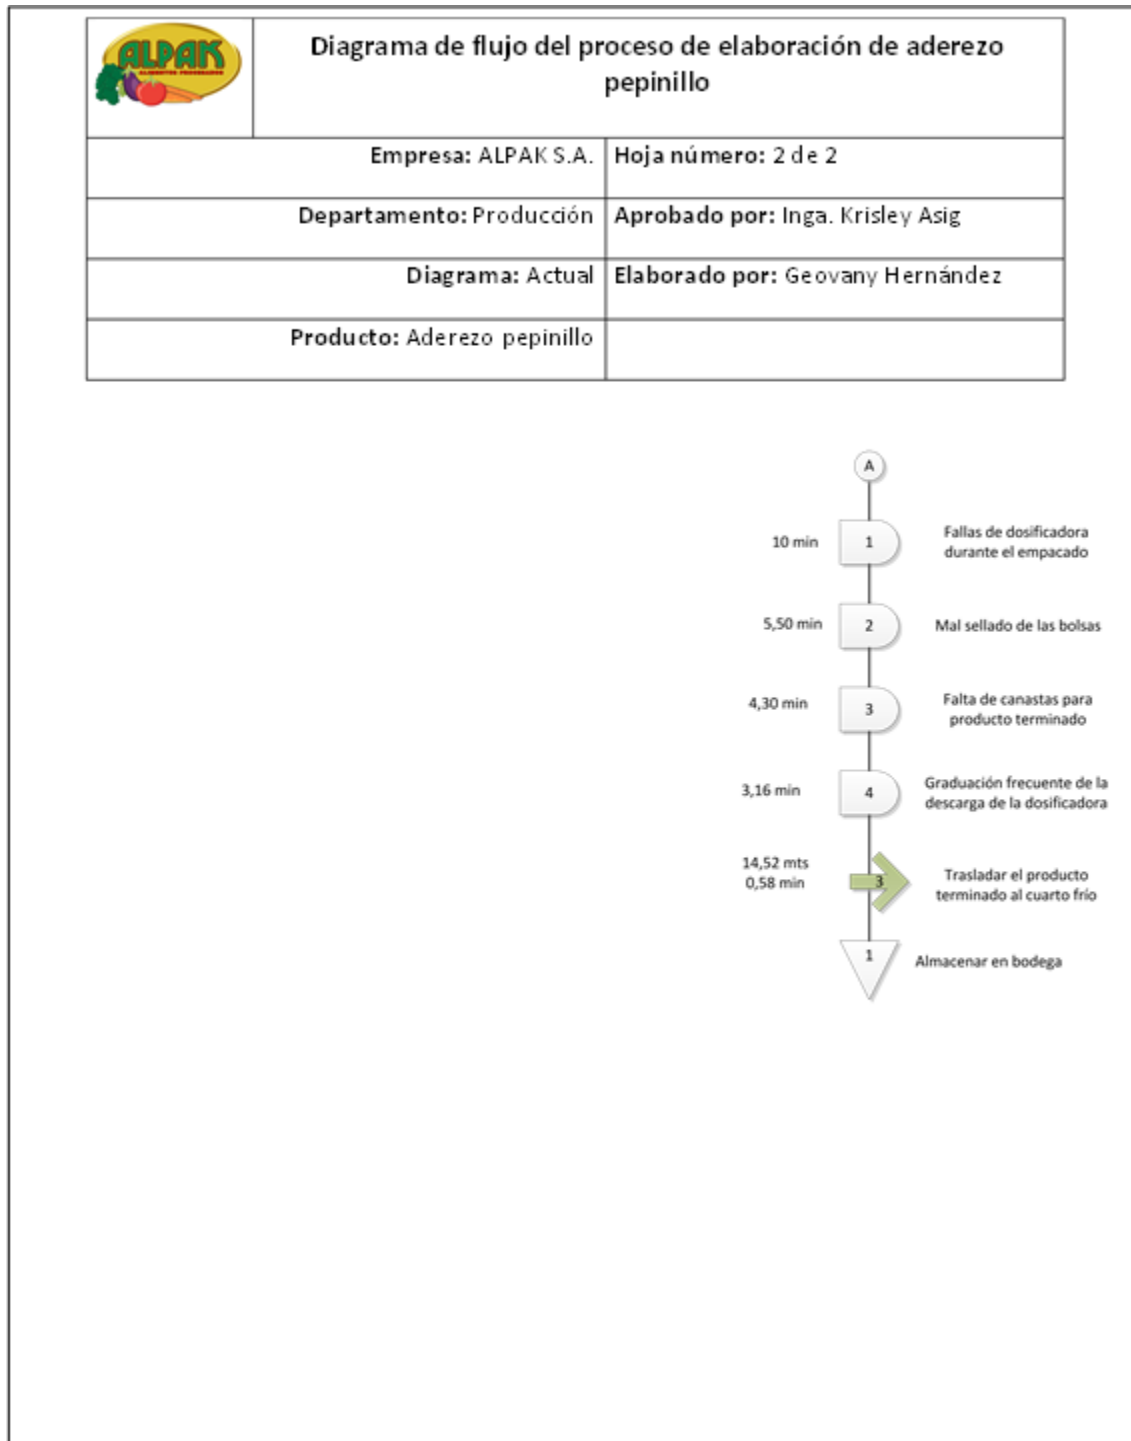 ALPAK
ALIMENTOS PROCESADOS
Diagrama de flujo del proceso de elaboración de aderezo
pepinillo
Empresa: ALPAK S.A.
Hoja número: 2 de 2
Departamento: Producción
Aprobado por: Inga. Krisley Asig
Diagrama: Actual
Elaborado por: Geovany Hernández
Producto: Aderezo pepinillo
A
10 min
1
Fallas de dosificadora
durante el empacado
5,50 min
2
Mal sellado de las bolsas
4,30 min
3
Falta de canastas para
producto terminado
3,16 min
4
Graduación frecuente de la
descarga de la dosificadora
14,52 mts
0,58 min
3
Trasladar el producto
terminado al cuarto frío
1
Almacenar en bodega